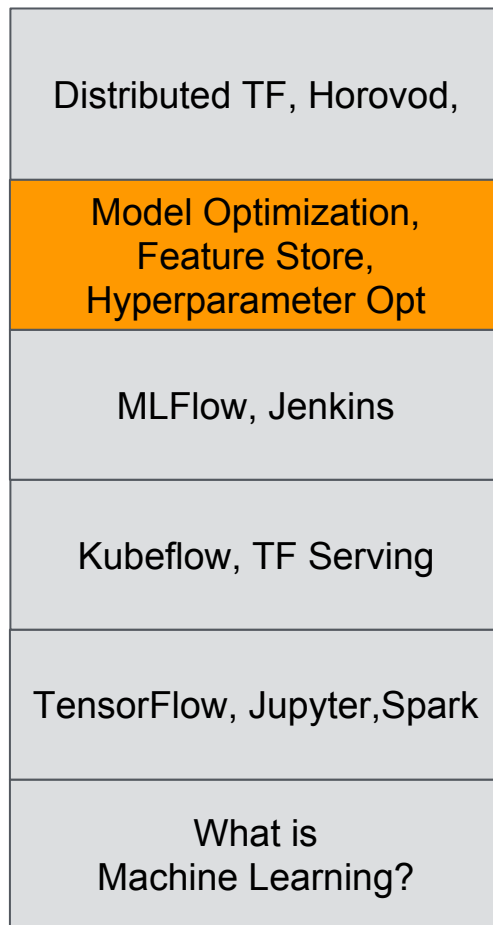 Distributed TF, Horovod,
Model Optimization,
Feature Store,
Hyperparameter Opt
MLFlow, Jenkins
Kubeflow, TF Serving
TensorFlow, Jupyter,Spark
What is
Machine Learning?